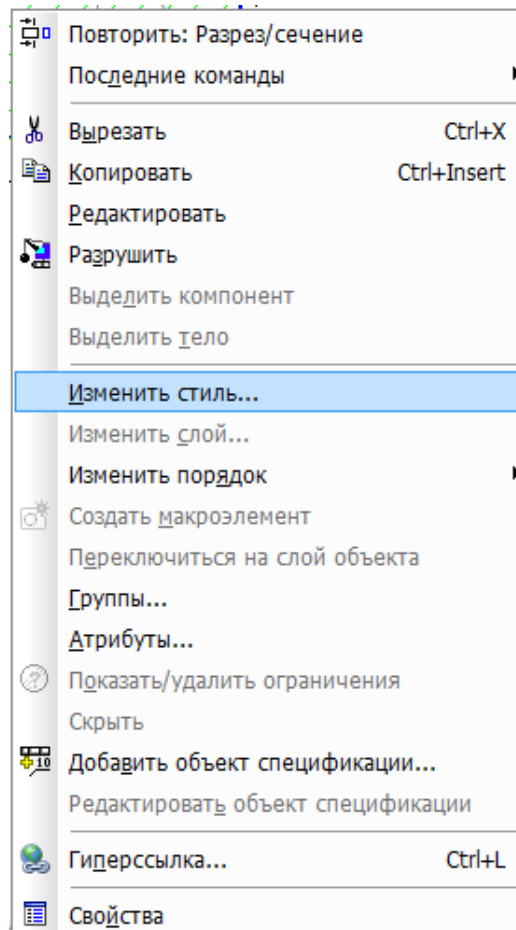 Повторить: Разрез/сечение
Последние команды
Вырезать Ctrl+X
Копировать Ctrl+Insert
Редактировать
Разрушить
Выделить компонент
Выделить тело
Изменить стиль...
Изменить слой...
Изменить порядок
Создать макроэлемент
Переключиться на слой объекта
Группы...
Атрибуты...
Показать/удалить ограничения
Скрыть
Добавить объект спецификации...
Редактировать объект спецификации
Гиперссылка... Ctrl+L
Свойства